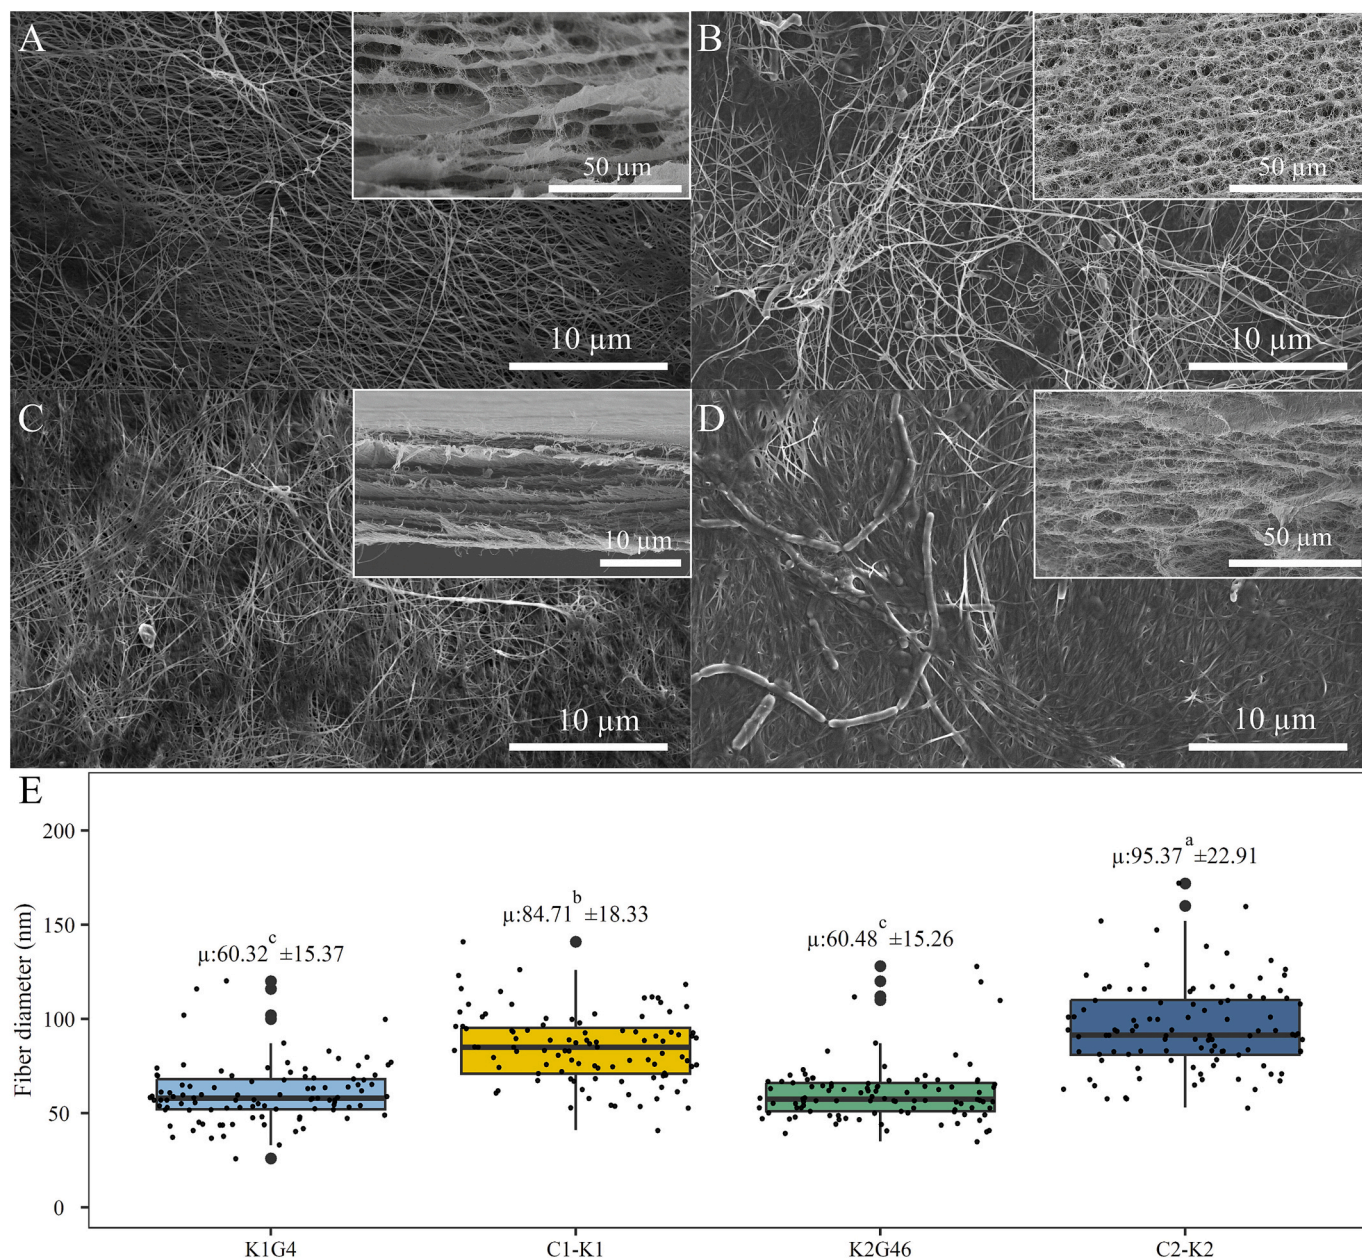 A
50 µm
10 µm
B
50 µm
10 µm
C
10 µm
10 µm
D
50 µm
10 µm
E
Fiber diameter (nm)
200
150
100
50
0
µ:60.32c±15.37
µ:84.71b±18.33
µ:60.48c±15.26
µ:95.37a±22.91
K1G4
C1-K1
K2G46
C2-K2